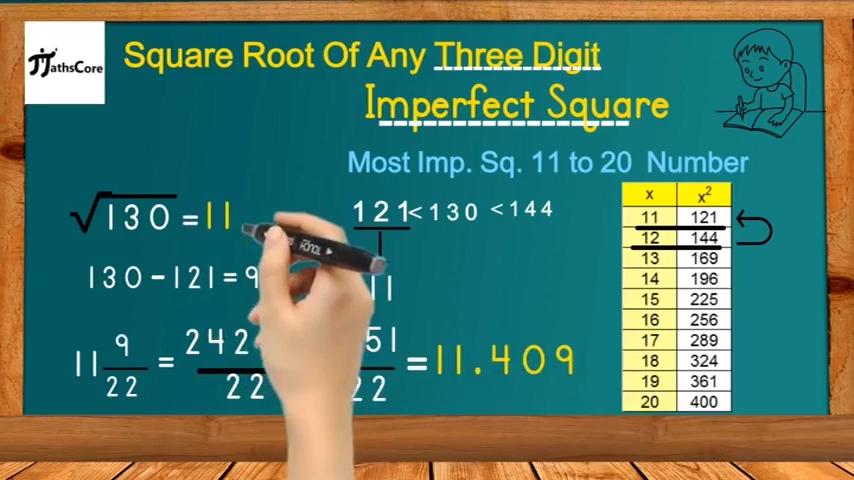 mathsCore
Square Root Of Any Three Digit
Imperfect Square
Most Imp. Sq. 11 to 20 Number
√130 = 11
121 < 130 < 144
11
130 - 121 = 9
11 9/22 = 242 /22 51/22 = 11.409
x x²
11 121
12 144
13 169
14 196
15 225
16 256
17 289
18 324
19 361
20 400